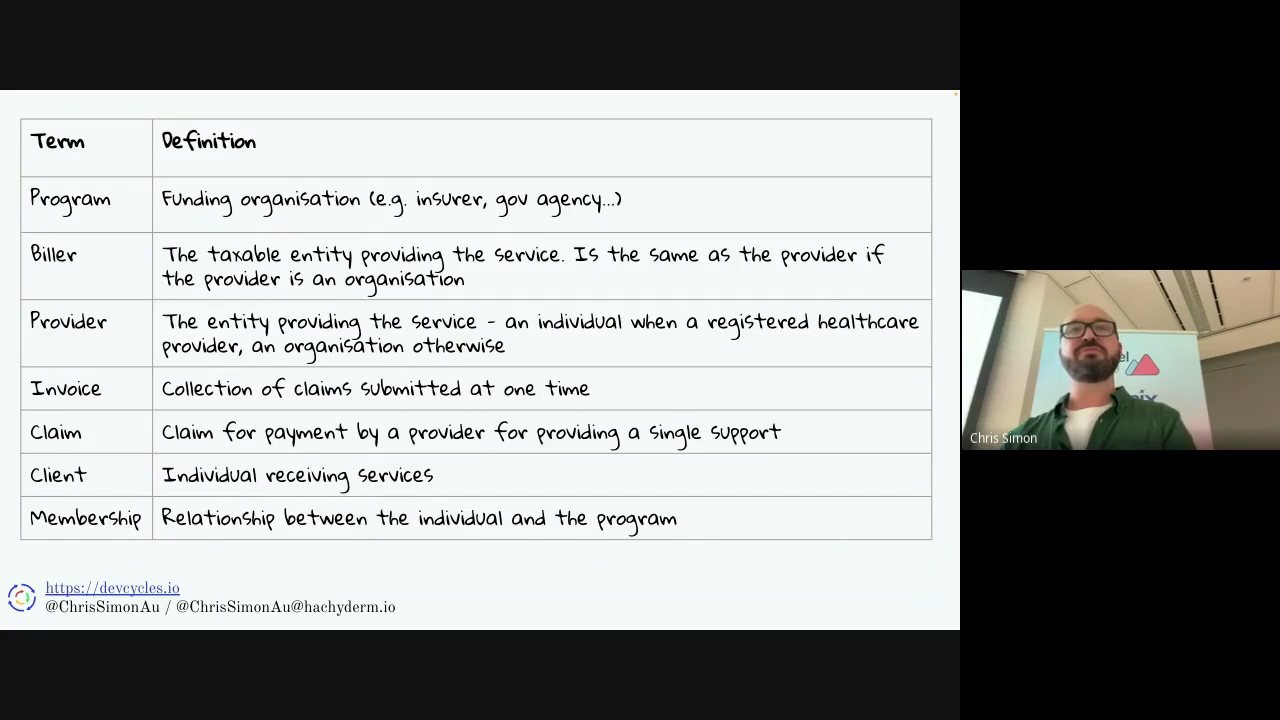 Term
Definition
Program
Funding organisation (e.g. insurer, gov agency...)
Biller
The taxable entity providing the service. Is the same as the provider if
the provider is an organisation
Provider
The entity providing the service - an individual when a registered healthcare
provider, an organisation otherwise
Invoice
Collection of claims submitted at one time
Claim
Claim for payment by a provider for providing a single support
Client
Individual receiving services
Membership
Relationship between the individual and the program
https://devcycles.io
@ChrisSimonAu / @ChrisSimonAu@hachyderm.io
Chris Simon